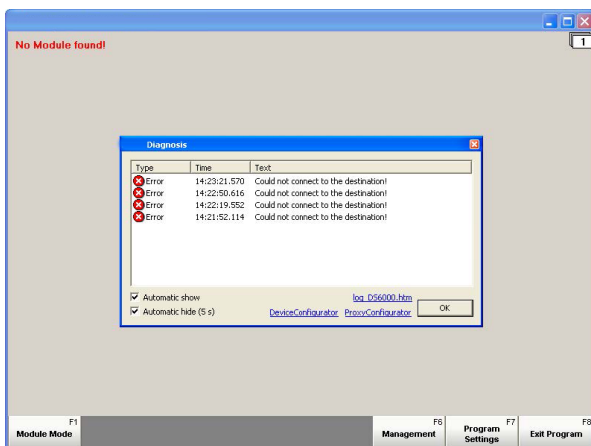 No Module found!
1
Diagnosis
Type Time Text
Error 14:23:21.570 Could not connect to the destination!
Error 14:22:50.616 Could not connect to the destination!
Error 14:22:19.552 Could not connect to the destination!
Error 14:21:52.114 Could not connect to the destination!
Automatic show log_DS6000.htm
Automatic hide (5 s) DeviceConfigurator ProxyConfigurator OK
F1 F6 F7 F8
Module Mode Management Program Settings Exit Program